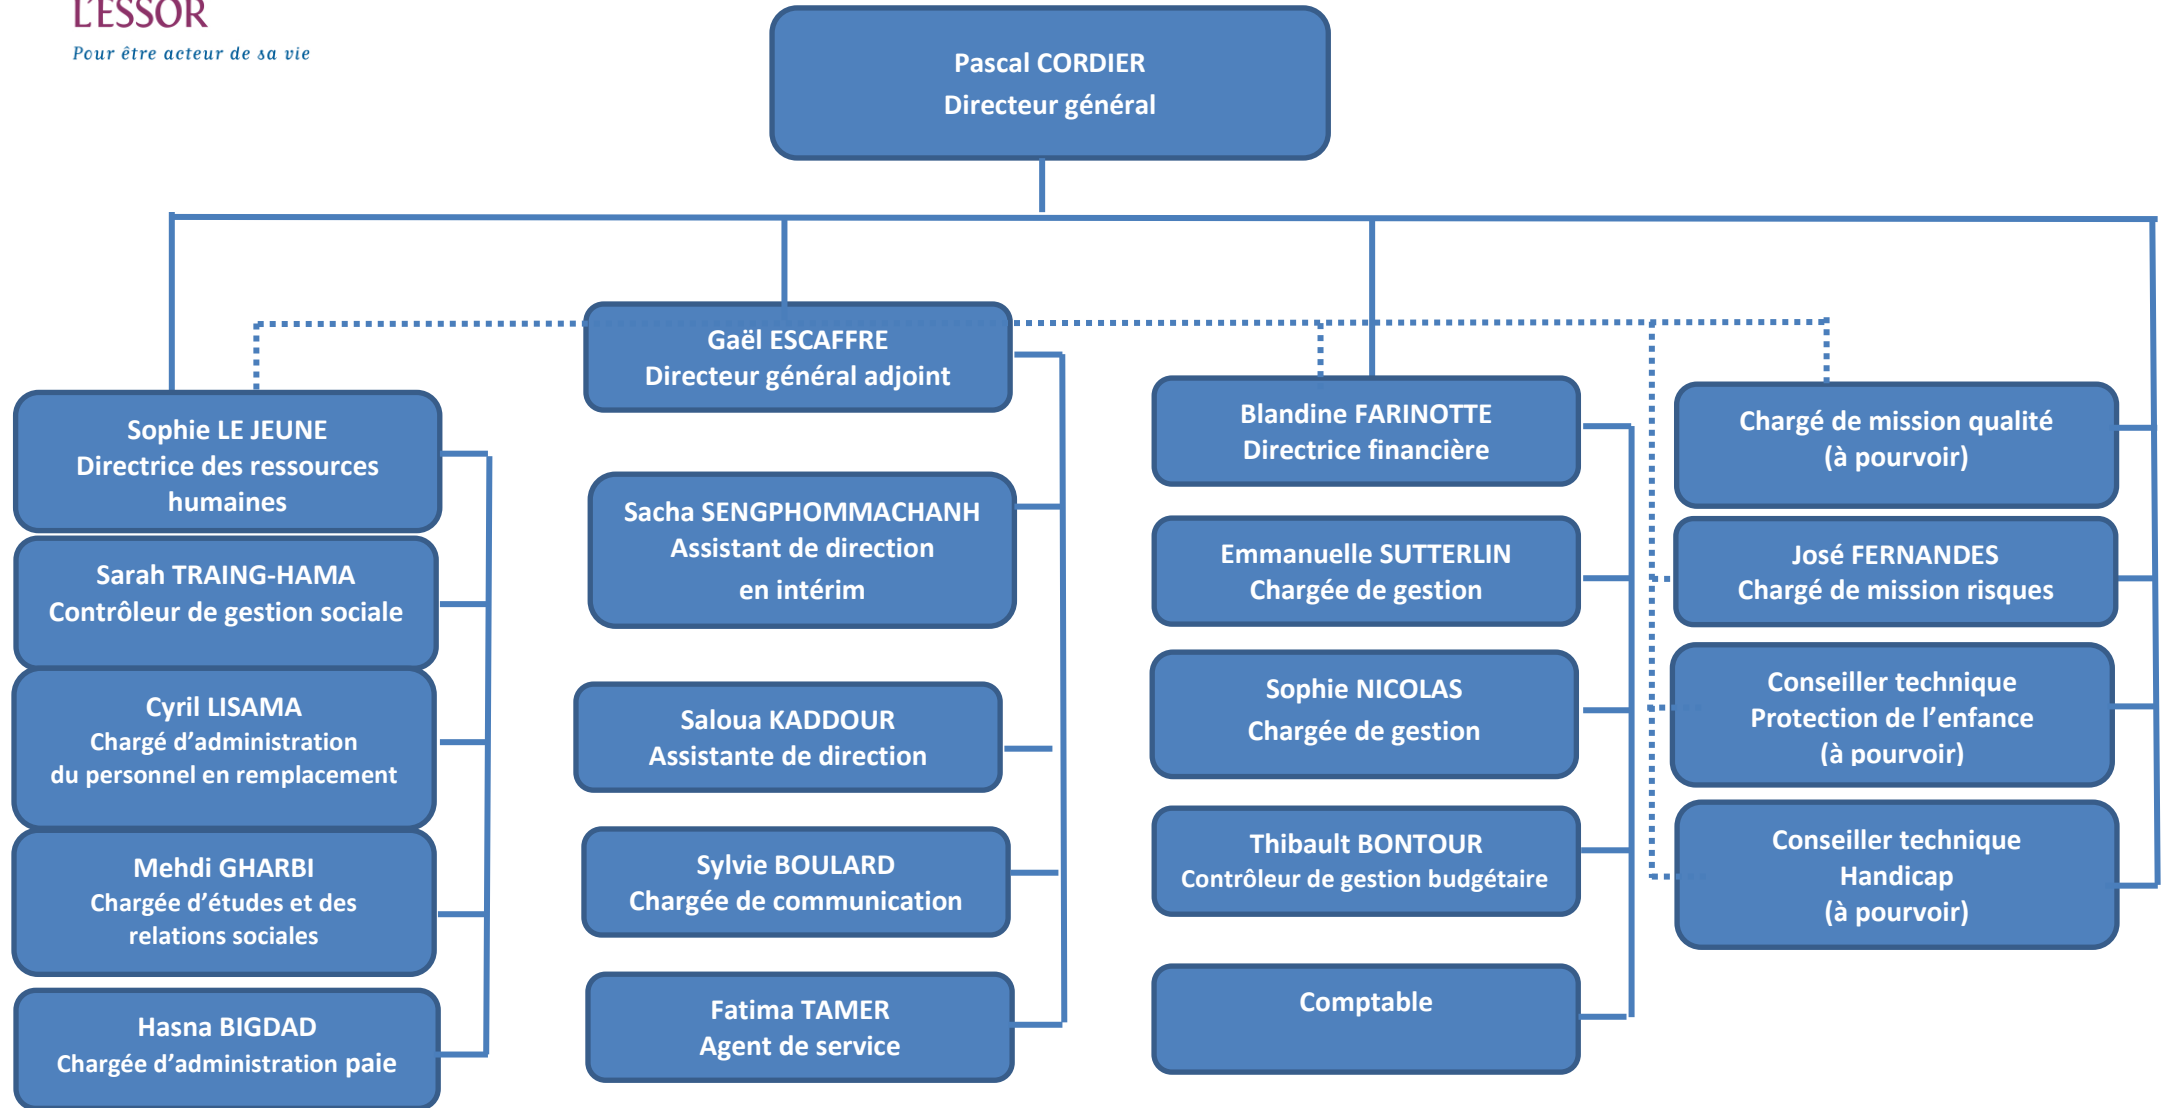 L'ESSOR
Pour être acteur de sa vie
Pascal CORDIER
Directeur général
Gaël ESCAFFRE
Directeur général adjoint
Sophie LE JEUNE
Directrice des ressources
humaines
Sarah TRAING-HAMA
Contrôleur de gestion sociale
Cyril LISAMA
Chargé d’administration
du personnel en remplacement
Mehdi GHARBI
Chargée d’études et des
relations sociales
Hasna BIGDAD
Chargée d’administration paie
Sacha SENGPHOMMACHANH
Assistant de direction
en intérim
Saloua KADDOUR
Assistante de direction
Sylvie BOULARD
Chargée de communication
Fatima TAMER
Agent de service
Blandine FARINOTTE
Directrice financière
Emmanuelle SUTTERLIN
Chargée de gestion
Sophie NICOLAS
Chargée de gestion
Thibault BONTOUR
Contrôleur de gestion budgétaire
Comptable
Chargé de mission qualité
(à pourvoir)
José FERNANDES
Chargé de mission risques
Conseiller technique
Protection de l’enfance
(à pourvoir)
Conseiller technique
Handicap
(à pourvoir)